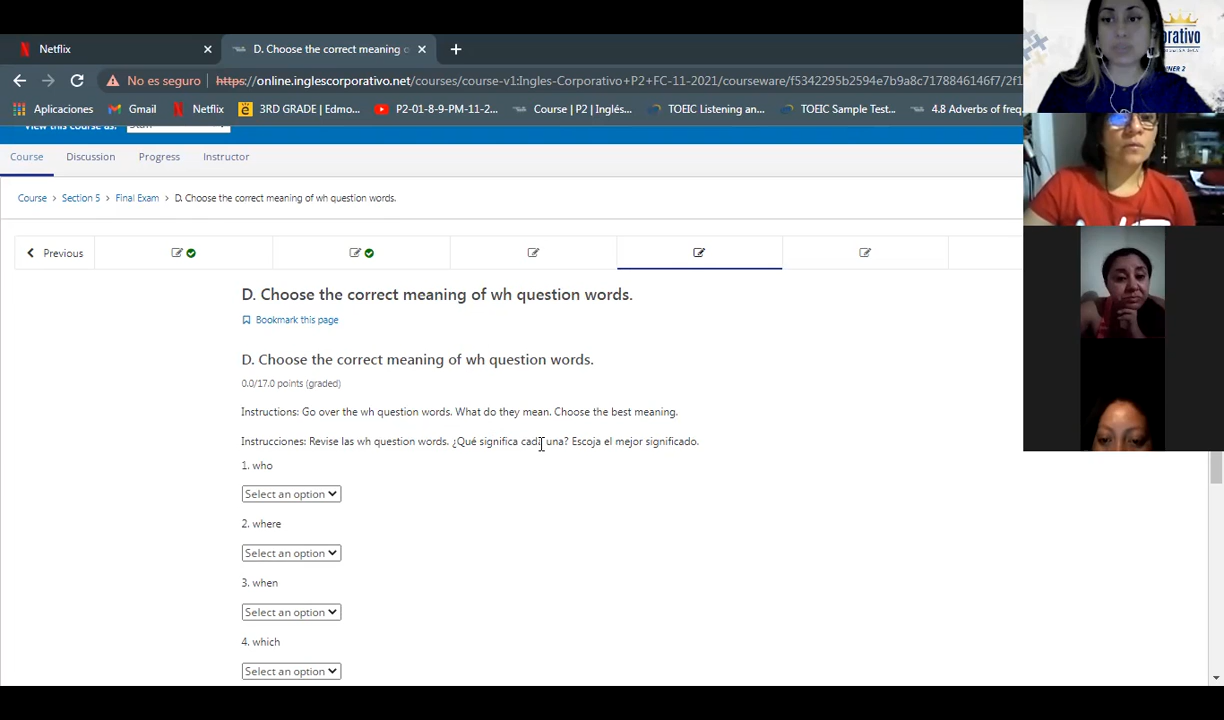 Netflix
D. Choose the correct meaning o
No es seguro
https://online.inglescorporativo.net/courses/course-v1:Ingles-Corporativo+P2+FC-11-2021/courseware/f5342295b2594e7b9a8c7178846146f7/2f1
Aplicaciones
Gmail
Netflix
3RD GRADE | Edmo...
P2-01-8-9-PM-11-2...
Course | P2 | Inglés...
TOEIC Listening an...
TOEIC Sample Test...
4.8 Adverbs of freq
View this course as:
Course
Discussion
Progress
Instructor
Course > Section 5 > Final Exam > D. Choose the correct meaning of wh question words.
Previous
D. Choose the correct meaning of wh question words.
Bookmark this page
D. Choose the correct meaning of wh question words.
0.0/17.0 points (graded)
Instructions: Go over the wh question words. What do they mean. Choose the best meaning.
Instrucciones: Revise las wh question words. ¿Qué significa cada una? Escoja el mejor significado.
1. who
Select an option
2. where
Select an option
3. when
Select an option
4. which
Select an option